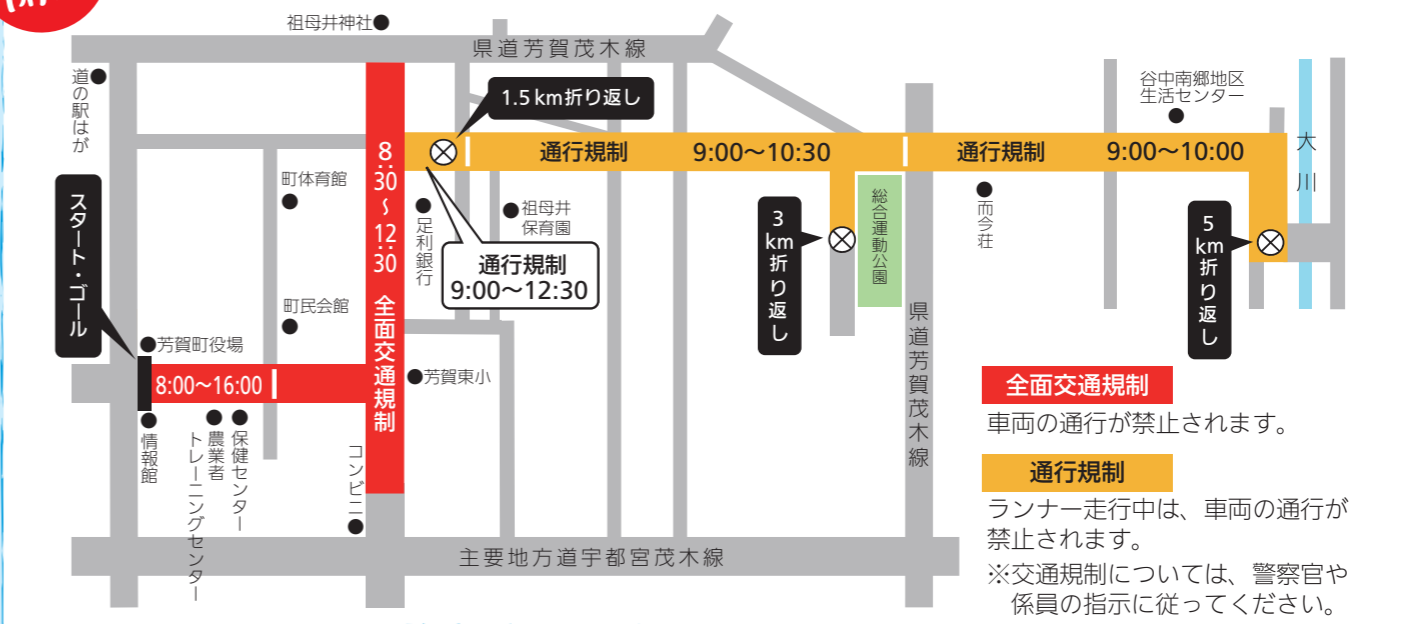 祖母井神社
県道芳賀茂木線
道の駅はが
1.5km折り返し
谷中南郷地区
生活センター
大川
8:30〜12:30 全面交通規制
通行規制 9:00〜10:30
通行規制 9:00〜10:00
町体育館
足利銀行
祖母井
保育園
通行規制
9:00〜12:30
3km折り返し
総合運動公園
而今荘
5km折り返し
スタート・ゴール
町民会館
芳賀町役場
8:00〜16:00
芳賀東小
県道芳賀茂木線
情報館
農業者
トレーニングセンター
保健センター
コンビニ
主要地方道宇都宮茂木線
全面交通規制
車両の通行が禁止されます。
通行規制
ランナー走行中は、車両の通行が
禁止されます。
※交通規制については、警察官や
係員の指示に従ってください。